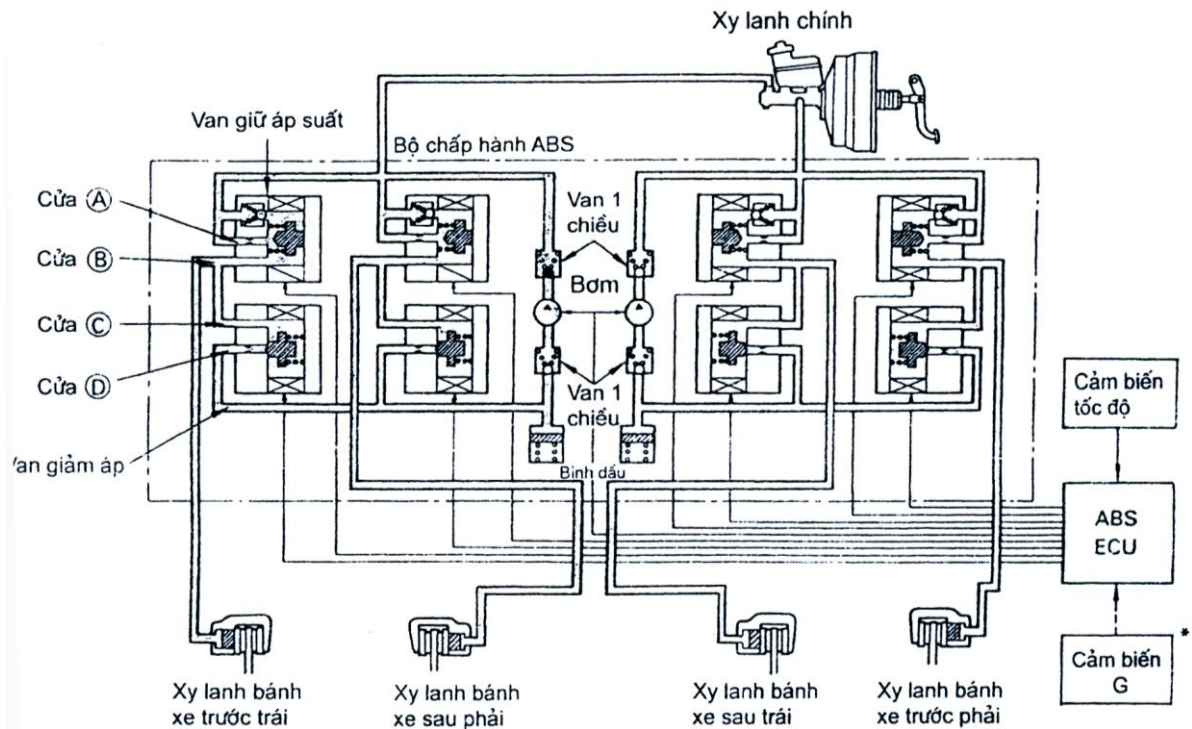 Xy lanh chính
Van giữ áp suất
Bộ chấp hành ABS
Cửa Ⓐ
Van 1
chiều
Cửa Ⓑ
Bơm
Cửa Ⓒ
Cửa Ⓓ
Van 1
chiều
Cảm biến
tốc độ
Van giảm áp
Bình dầu
ABS
ECU
*
Cảm biến
G
Xy lanh bánh
xe trước trái
Xy lanh bánh
xe sau phải
Xy lanh bánh
xe sau trái
Xy lanh bánh
xe trước phải